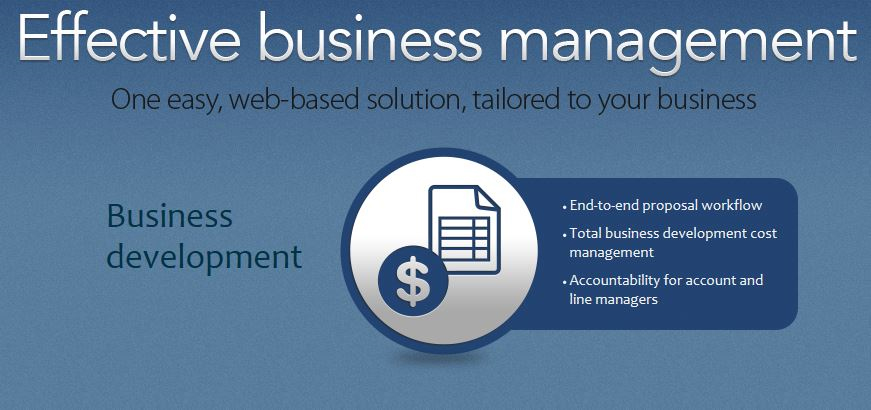 Effective business management
One easy, web-based solution, tailored to your business
Business
development
$
• End-to-end proposal workflow
• Total business development cost
management
• Accountability for account and
line managers